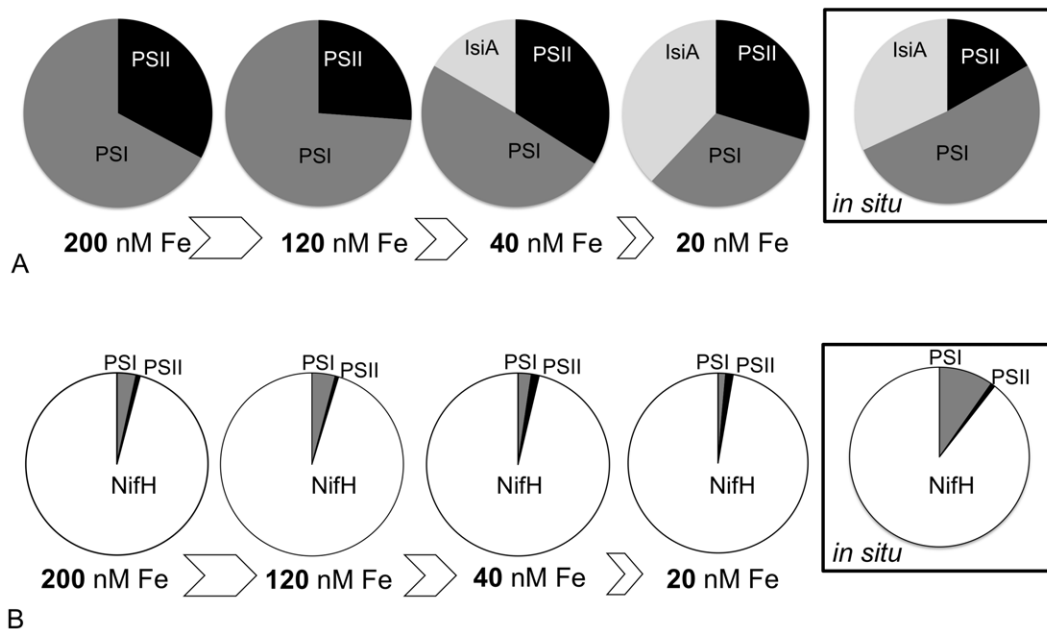 PSII
PSI
PSII
PSI
IsiA
PSII
PSI
IsiA
PSII
PSI
IsiA
PSII
PSI
in situ
200 nM Fe
120 nM Fe
40 nM Fe
20 nM Fe
A
PSI
PSII
NifH
PSI
PSII
NifH
PSI
PSII
NifH
PSI
PSII
NifH
PSI
PSII
NifH
in situ
200 nM Fe
120 nM Fe
40 nM Fe
20 nM Fe
B